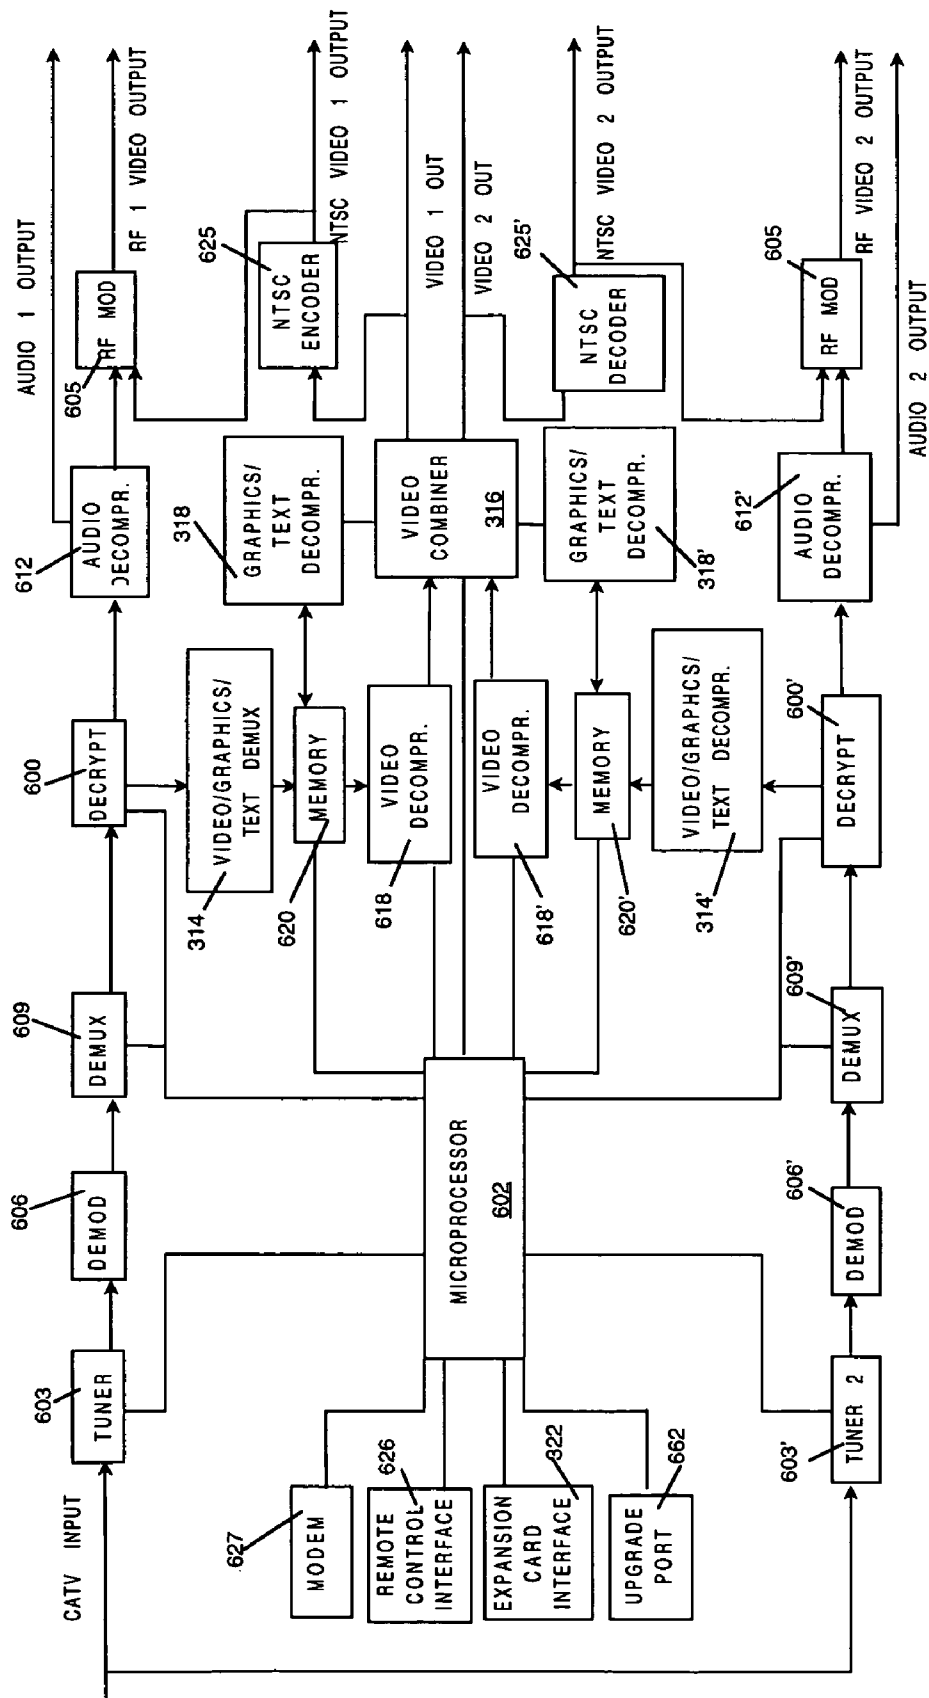 CATV INPUT
603
TUNER
606
DEMOD
609
DEMUX
600
DECRYPT
612
AUDIO
DECOMPR.
AUDIO 1 OUTPUT
605
RF MOD
RF 1 VIDEO OUTPUT
314
VIDEO/GRAPHICS/
TEXT DEMUX
318
GRAPHICS/
TEXT
DECOMPR.
625
NTSC
ENCODER
NTSC VIDEO 1 OUTPUT
627
MODEM
626
REMOTE
CONTROL
INTERFACE
322
EXPANSION
CARD
INTERFACE
662
UPGRADE
PORT
MICROPROCESSOR
602
620
MEMORY
618
VIDEO
DECOMPR.
618'
VIDEO
DECOMPR.
620'
MEMORY
VIDEO
COMBINER
316
VIDEO 1 OUT
VIDEO 2 OUT
314'
VIDEO/GRAPHCS/
TEXT DECOMPR.
318'
GRAPHICS/
TEXT
DECOMPR.
625'
NTSC
DECODER
NTSC VIDEO 2 OUTPUT
603'
TUNER 2
606'
DEMOD
609'
DEMUX
600'
DECRYPT
612'
AUDIO
DECOMPR.
605
RF MOD
RF VIDEO 2 OUTPUT
AUDIO 2 OUTPUT